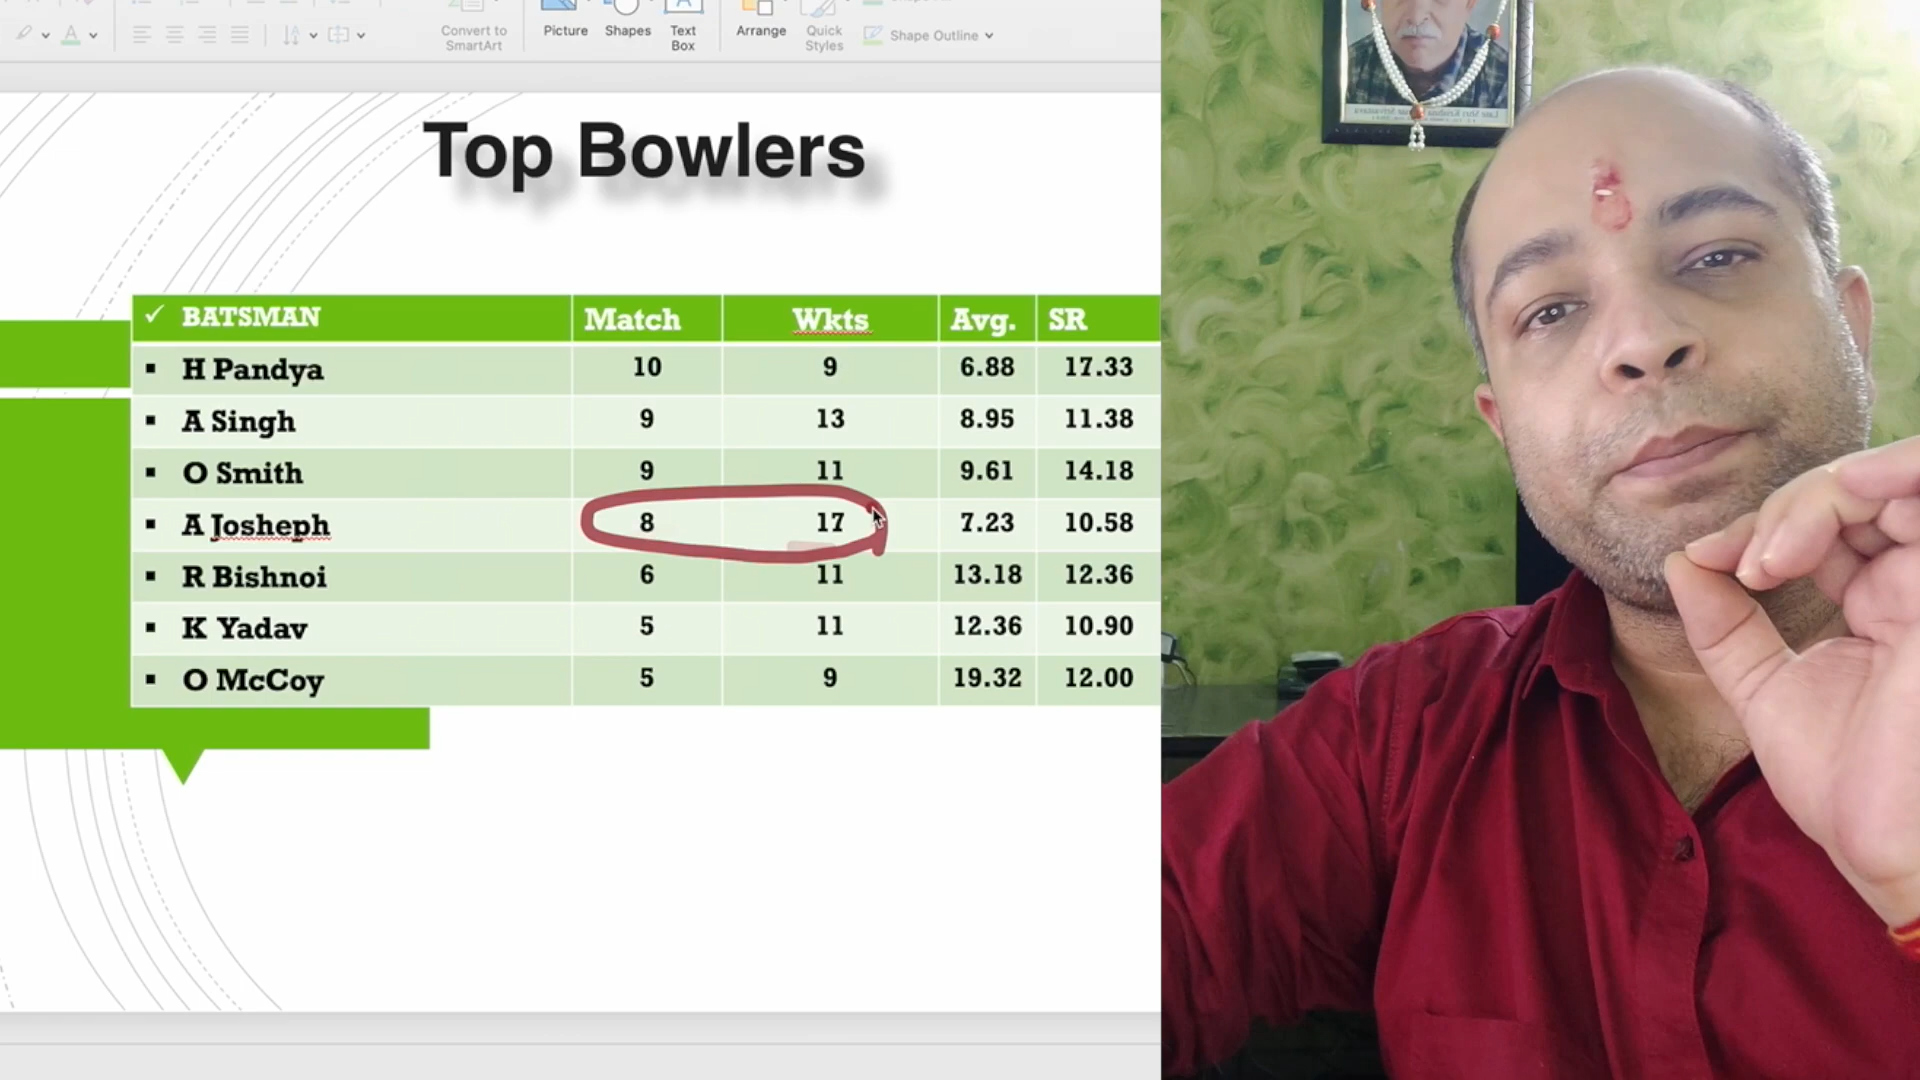 Convert to
SmartArt
Picture
Shapes
Text
Box
Arrange
Quick
Styles
Shape Outline
Top Bowlers
✓ BATSMAN Match Wkts Avg. SR
▪ H Pandya 10 9 6.88 17.33
▪ A Singh 9 13 8.95 11.38
▪ O Smith 9 11 9.61 14.18
▪ A Josheph 8 17 7.23 10.58
▪ R Bishnoi 6 11 13.18 12.36
▪ K Yadav 5 11 12.36 10.90
▪ O McCoy 5 9 19.32 12.00